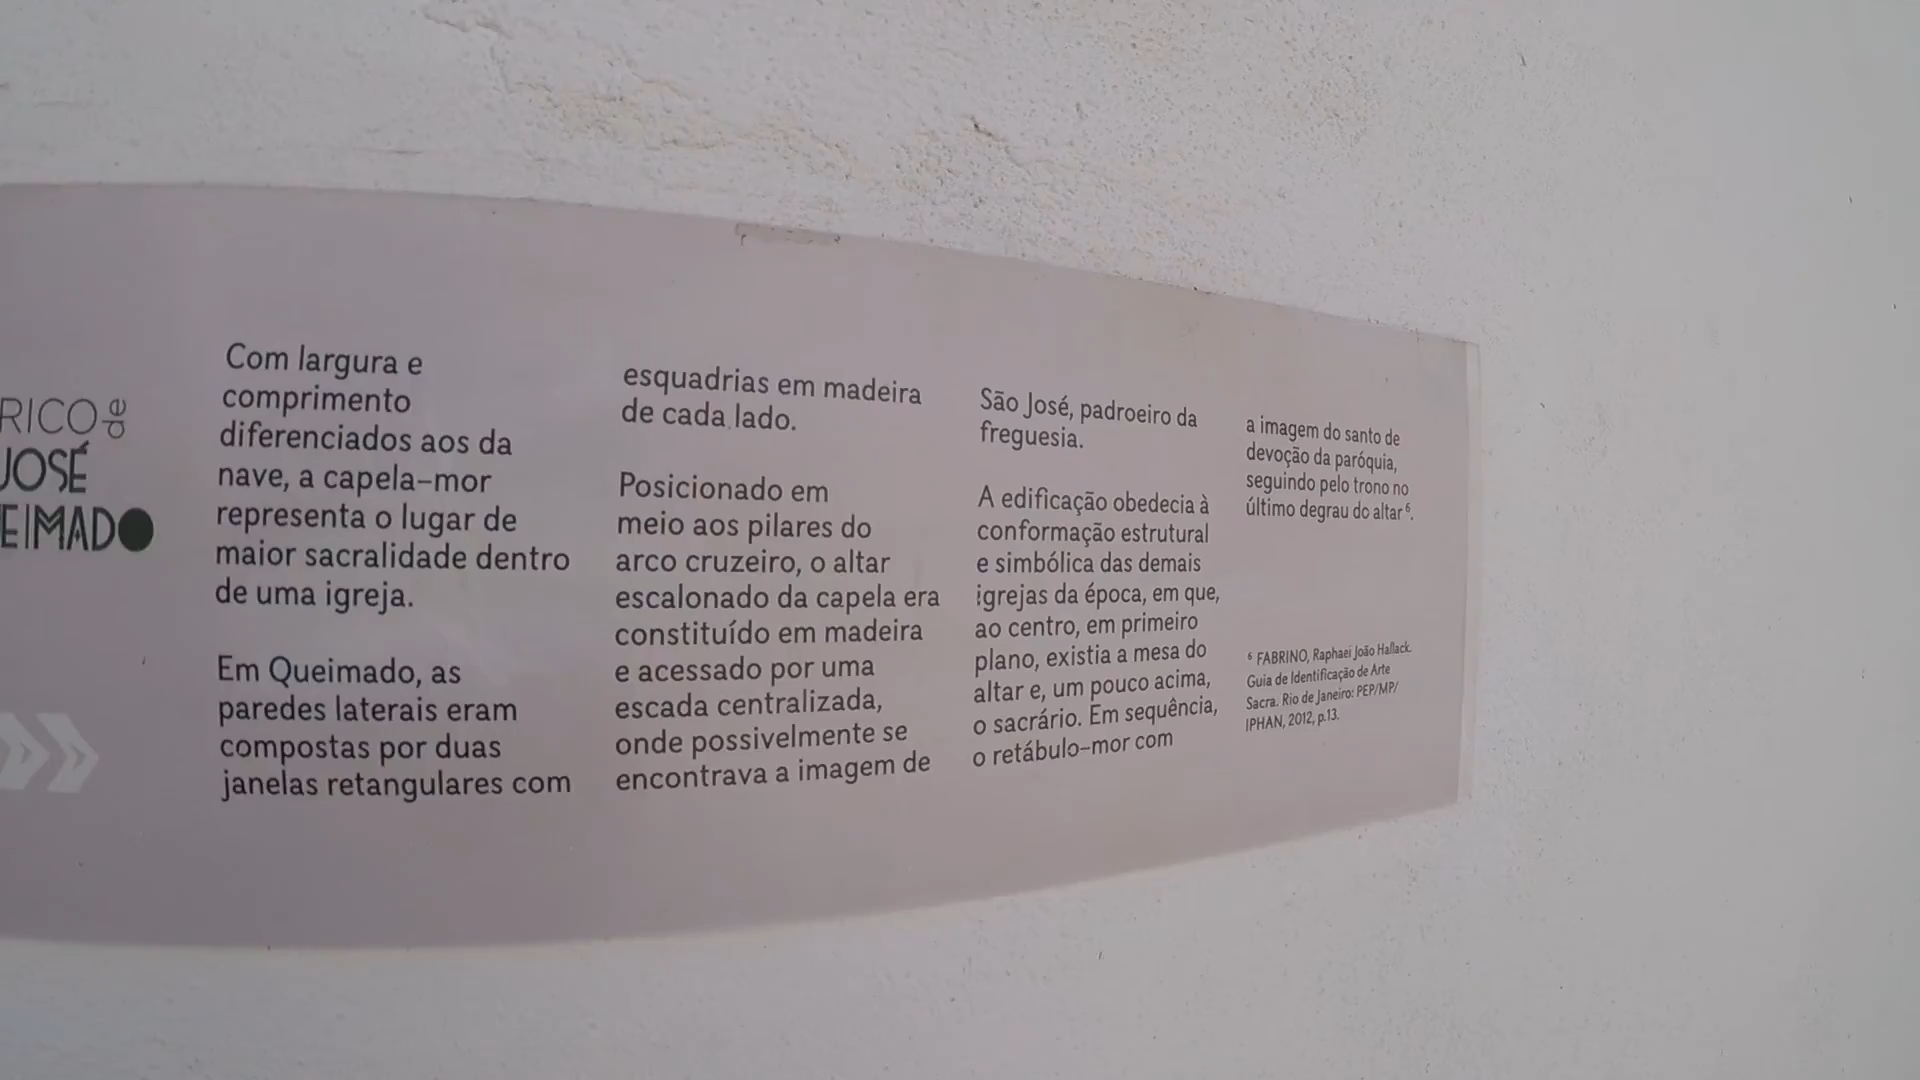 RICO de
JOSÉ
EIMADO
Com largura e
comprimento
diferenciados aos da
nave, a capela-mor
representa o lugar de
maior sacralidade dentro
de uma igreja.
Em Queimado, as
paredes laterais eram
compostas por duas
janelas retangulares com
esquadrias em madeira
de cada lado.
Posicionado em
meio aos pilares do
arco cruzeiro, o altar
escalonado da capela era
constituído em madeira
e acessado por uma
escada centralizada,
onde possivelmente se
encontrava a imagem de
São José, padroeiro da
freguesia.
A edificação obedecia à
conformação estrutural
e simbólica das demais
igrejas da época, em que,
ao centro, em primeiro
plano, existia a mesa do
altar e, um pouco acima,
o sacrário. Em sequência,
o retábulo-mor com
a imagem do santo de
devoção da paróquia,
seguindo pelo trono no
último degrau do altar⁶.
⁶ FABRINO, Raphael João Hallack.
Guia de Identificação de Arte
Sacra. Rio de Janeiro: PEP/MP/
IPHAN, 2012, p.13.